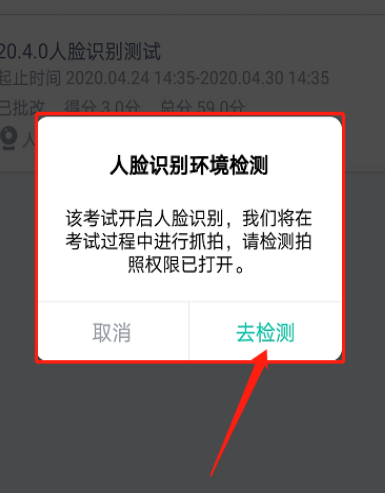 20.4.0人脸识别测试
起止时间 2020.04.24 14:35-2020.04.30 14:35
已批改 得分 3.0分 总分 59.0分
人
人脸识别环境检测
该考试开启人脸识别，我们将在
考试过程中进行抓拍，请检测拍
照权限已打开。
取消 去检测